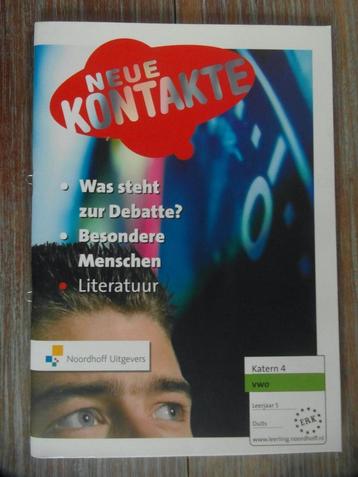 NEUE
KONTAKTE
• Was steht
zur Debatte?
• Besondere
Menschen
• Literatuur
Noordhoff Uitgevers
Katern 4
vwo
Leerjaar 5
Duits
ERK
www.leerling.noordhoff.nl